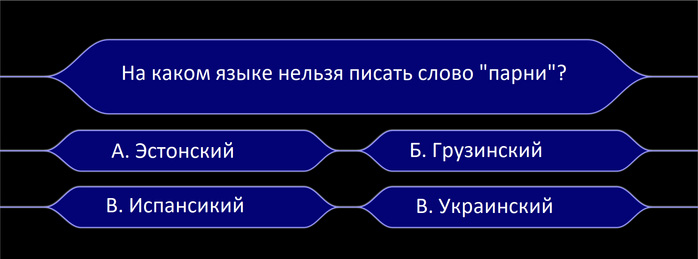 На каком языке нельзя писать слово "парни"?
А. Эстонский
Б. Грузинский
В. Испансикий
В. Украинский